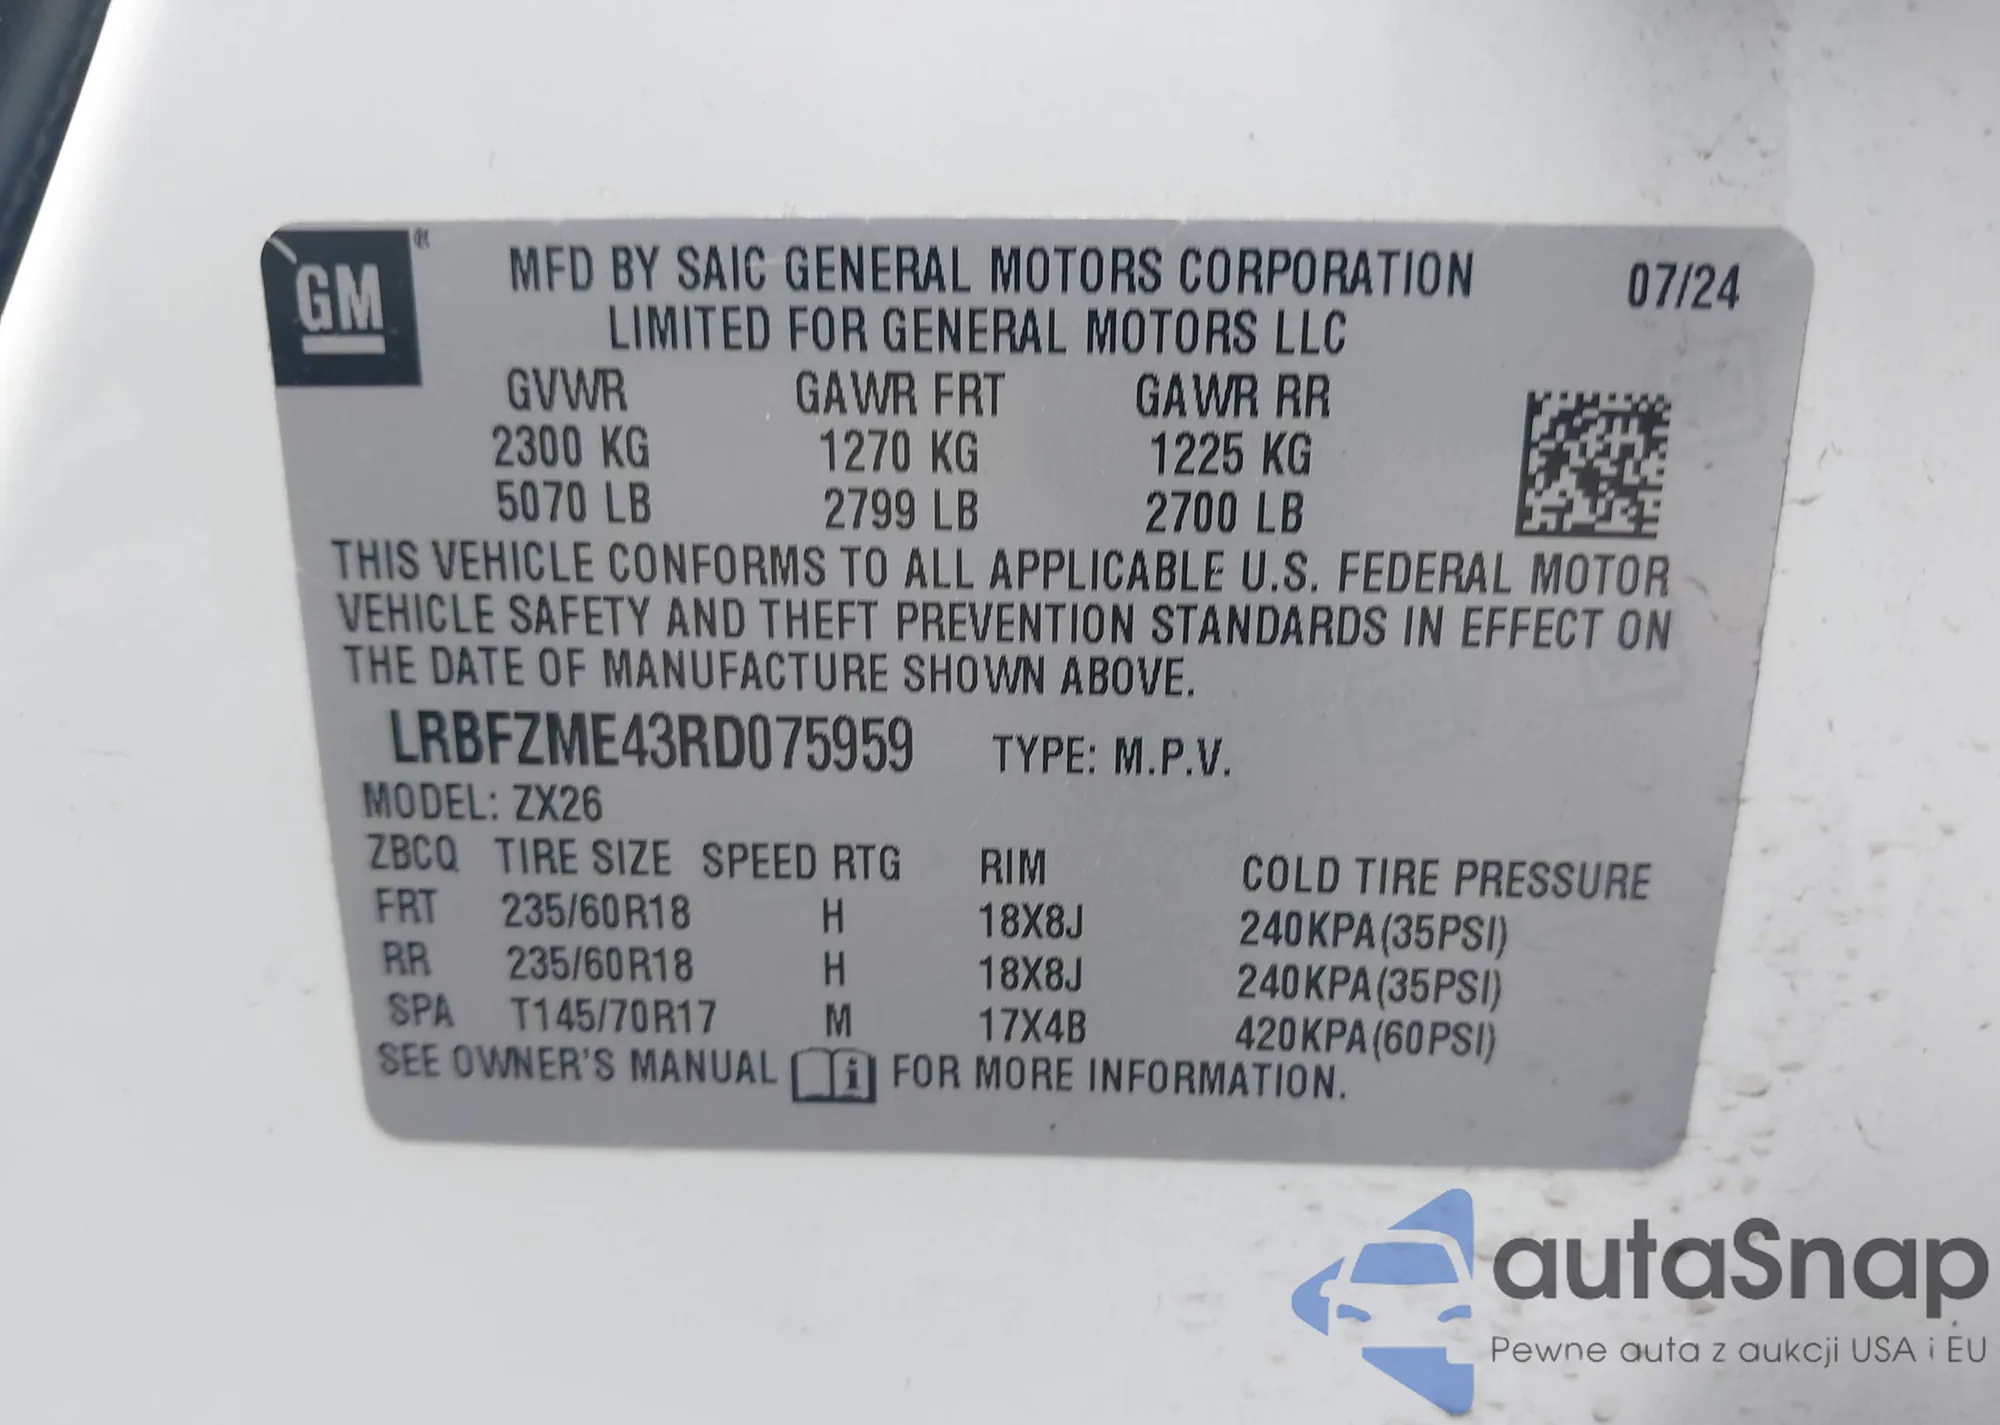 GM®
MFD BY SAIC GENERAL MOTORS CORPORATION 07/24
LIMITED FOR GENERAL MOTORS LLC
GVWR GAWR FRT GAWR RR
2300 KG 1270 KG 1225 KG
5070 LB 2799 LB 2700 LB
THIS VEHICLE CONFORMS TO ALL APPLICABLE U.S. FEDERAL MOTOR
VEHICLE SAFETY AND THEFT PREVENTION STANDARDS IN EFFECT ON
THE DATE OF MANUFACTURE SHOWN ABOVE.
LRBFZME43RD075959 TYPE: M.P.V.
MODEL: ZX26
ZBCQ TIRE SIZE SPEED RTG RIM COLD TIRE PRESSURE
FRT 235/60R18 H 18X8J 240KPA(35PSI)
RR 235/60R18 H 18X8J 240KPA(35PSI)
SPA T145/70R17 M 17X4B 420KPA(60PSI)
SEE OWNER'S MANUAL i FOR MORE INFORMATION.
autaSnap
Pewne auta z aukcji USA i EU